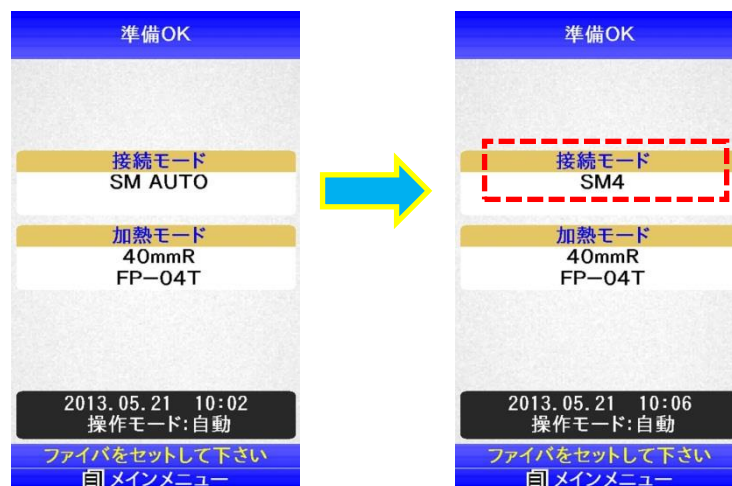 準備OK
接続モード
SM AUTO
加熱モード
40mmR
FP-04T
2013.05.21 10:02
操作モード:自動
ファイバをセットして下さい
メインメニュー
準備OK
接続モード
SM4
加熱モード
40mmR
FP-04T
2013.05.21 10:06
操作モード:自動
ファイバをセットして下さい
メインメニュー